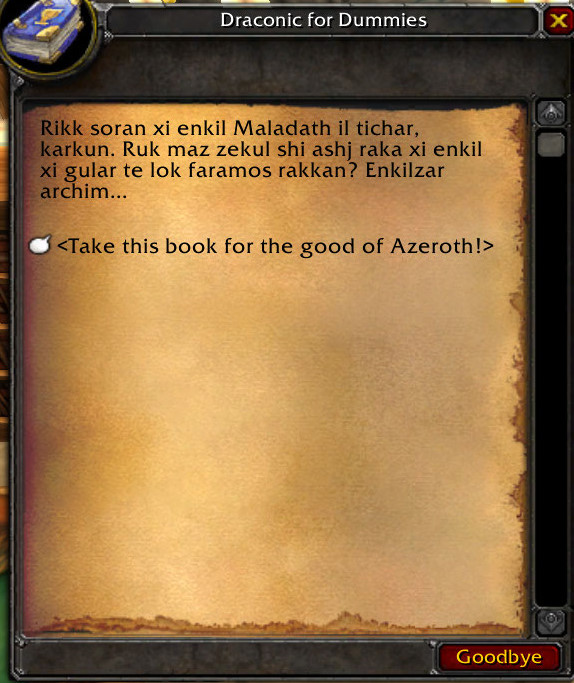 Draconic for Dummies
Rikk soran xi enkil Maladath il tichar,
karkun. Ruk maz zekul shi ashj raka xi enkil
xi gular te lok faramos rakkan? Enkilzar
archim...
<Take this book for the good of Azeroth!>
Goodbye